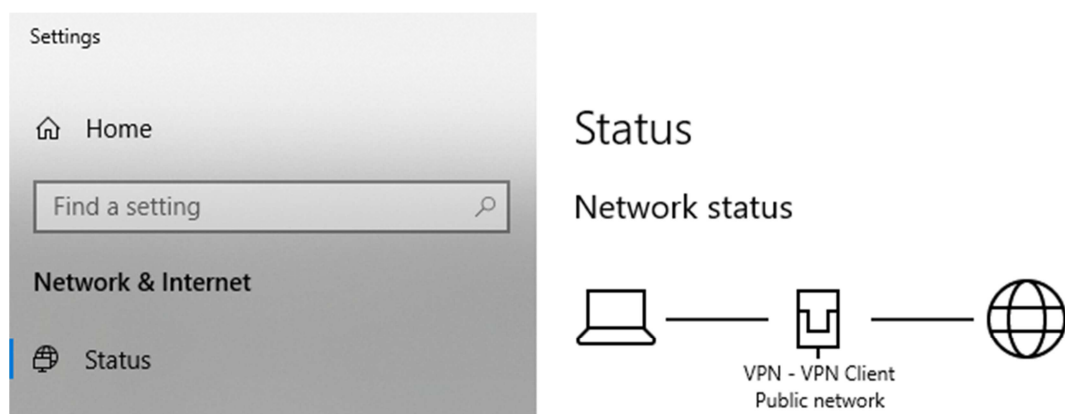 Settings
Home
Find a setting
Network & Internet
Status
Status
Network status
VPN - VPN Client
Public network